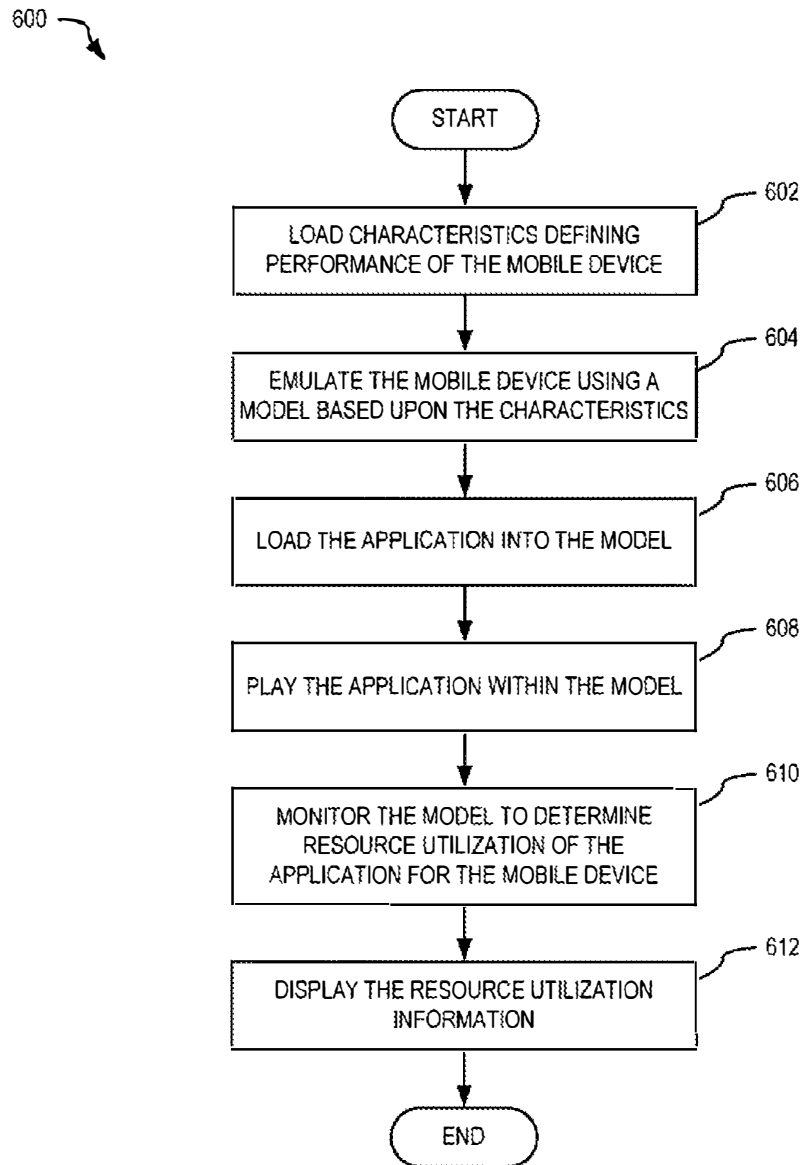 600
START
602
LOAD CHARACTERISTICS DEFINING
PERFORMANCE OF THE MOBILE DEVICE
604
EMULATE THE MOBILE DEVICE USING A
MODEL BASED UPON THE CHARACTERISTICS
606
LOAD THE APPLICATION INTO THE MODEL
608
PLAY THE APPLICATION WITHIN THE MODEL
610
MONITOR THE MODEL TO DETERMINE
RESOURCE UTILIZATION OF THE
APPLICATION FOR THE MOBILE DEVICE
612
DISPLAY THE RESOURCE UTILIZATION
INFORMATION
END